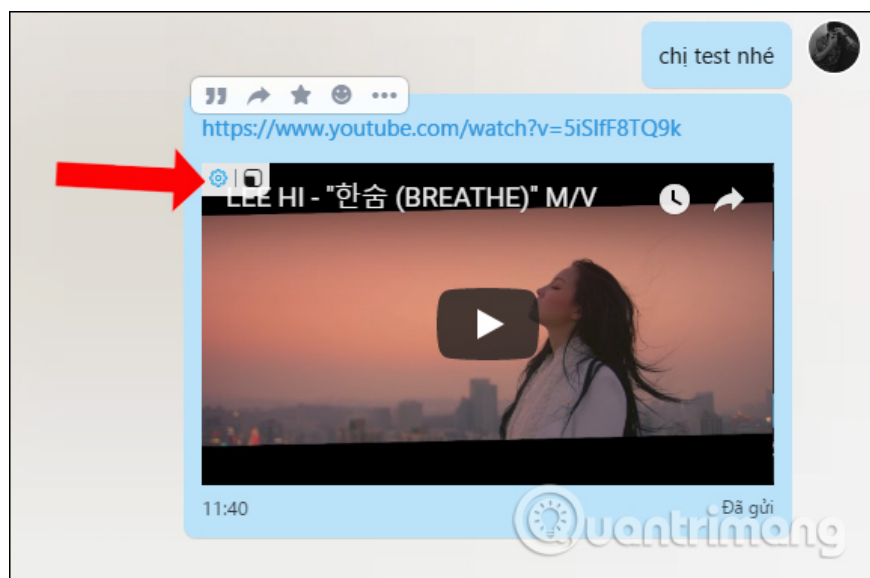 chị test nhé
https://www.youtube.com/watch?v=5iSIfF8TQ9k
LEE HI - "한숨 (BREATHE)" M/V
11:40
Đã gửi
Quantrimang